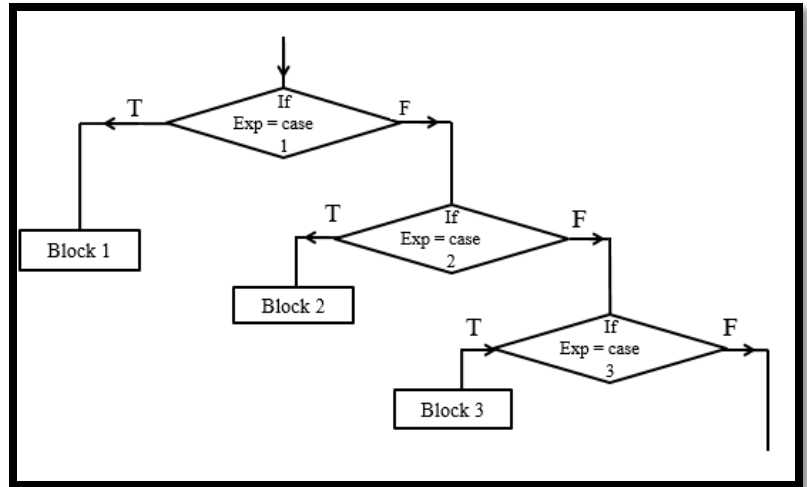 T
If
F
Exp = case
1
Block 1
T
If
F
Exp = case
2
Block 2
T
If
F
Exp = case
3
Block 3